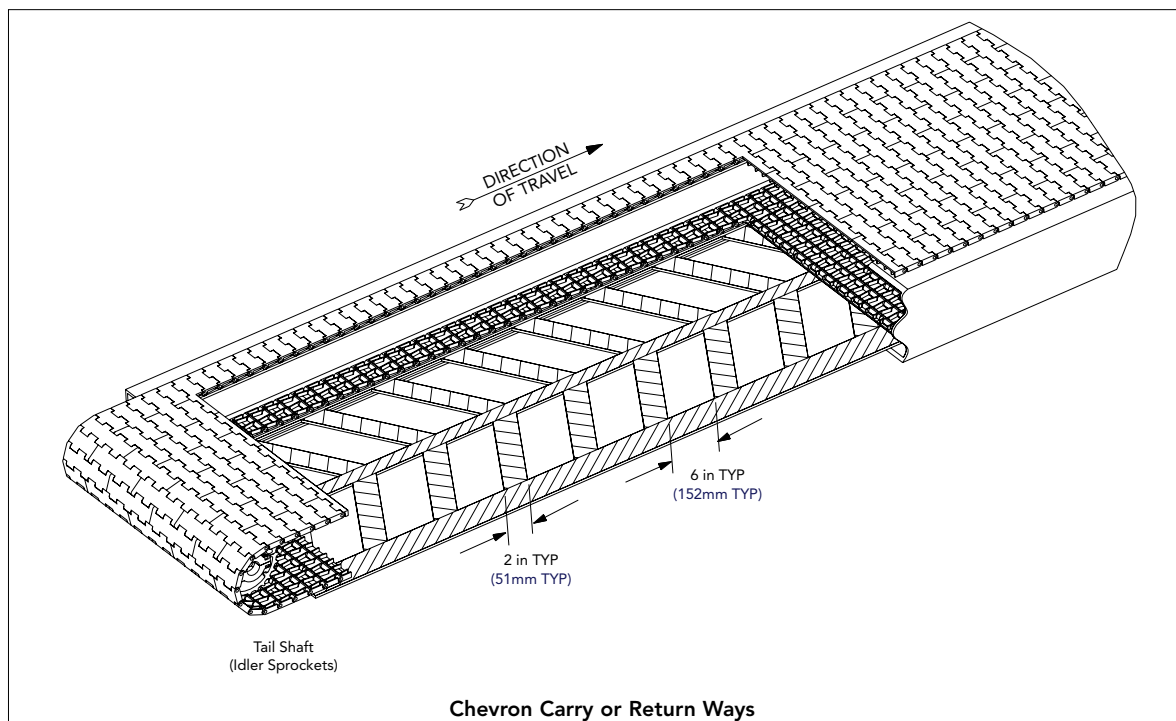 DIRECTION
OF TRAVEL
6 in TYP
(152mm TYP)
2 in TYP
(51mm TYP)
Tail Shaft
(Idler Sprockets)
Chevron Carry or Return Ways